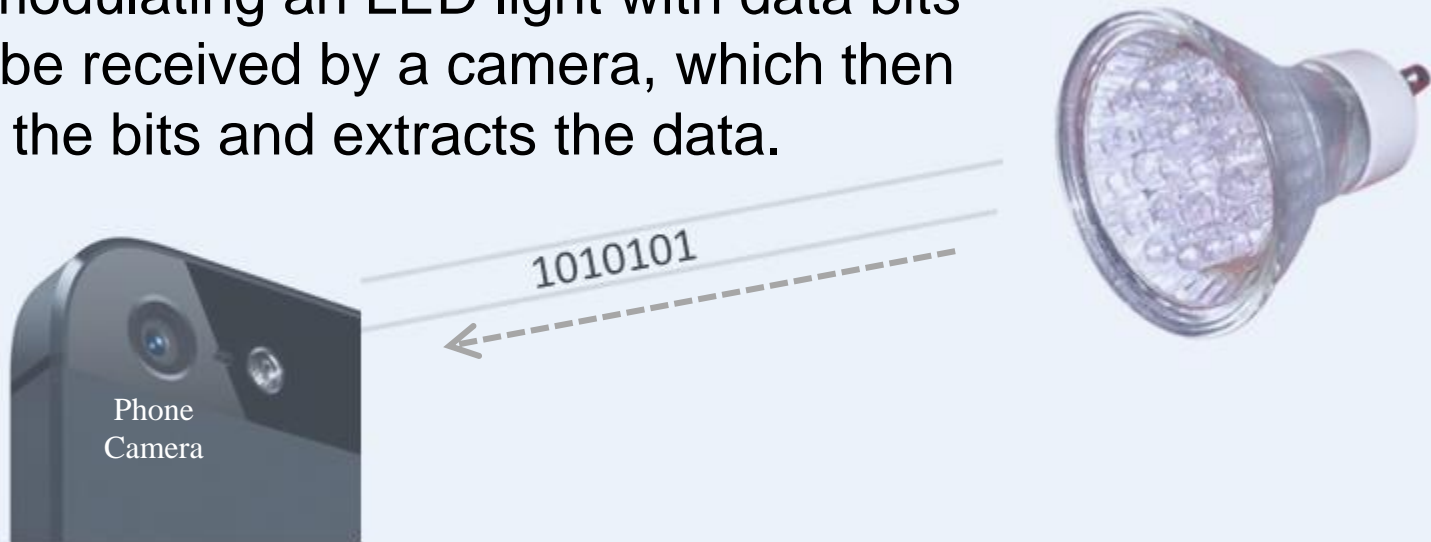 modulating an LED light with data bits
be received by a camera, which then
the bits and extracts the data.
1010101
Phone
Camera